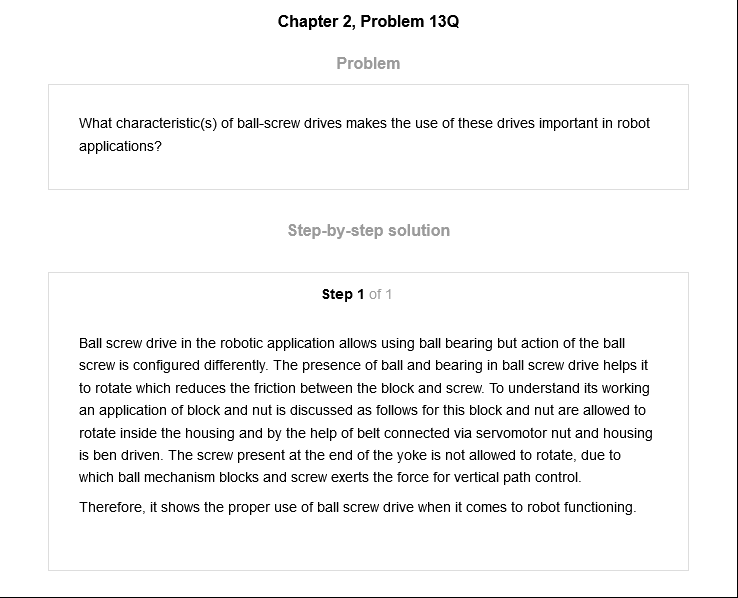 Chapter 2, Problem 13Q
Problem
What characteristic(s) of ball-screw drives makes the use of these drives important in robot
applications?
Step-by-step solution
Step 1 of 1
Ball screw drive in the robotic application allows using ball bearing but action of the ball
screw is configured differently. The presence of ball and bearing in ball screw drive helps it
to rotate which reduces the friction between the block and screw. To understand its working
an application of block and nut is discussed as follows for this block and nut are allowed to
rotate inside the housing and by the help of belt connected via servomotor nut and housing
is ben driven. The screw present at the end of the yoke is not allowed to rotate, due to
which ball mechanism blocks and screw exerts the force for vertical path control.
Therefore, it shows the proper use of ball screw drive when it comes to robot functioning.